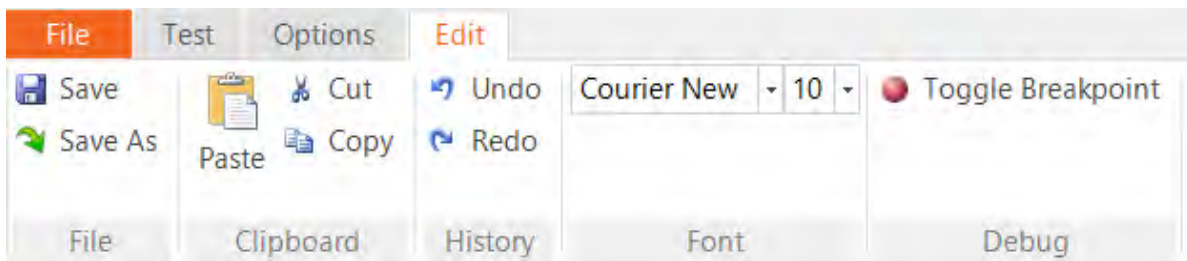 File Test Options Edit
Save Cut Undo Courier New 10 Toggle Breakpoint
Save As Paste Copy Redo
File Clipboard History Font Debug